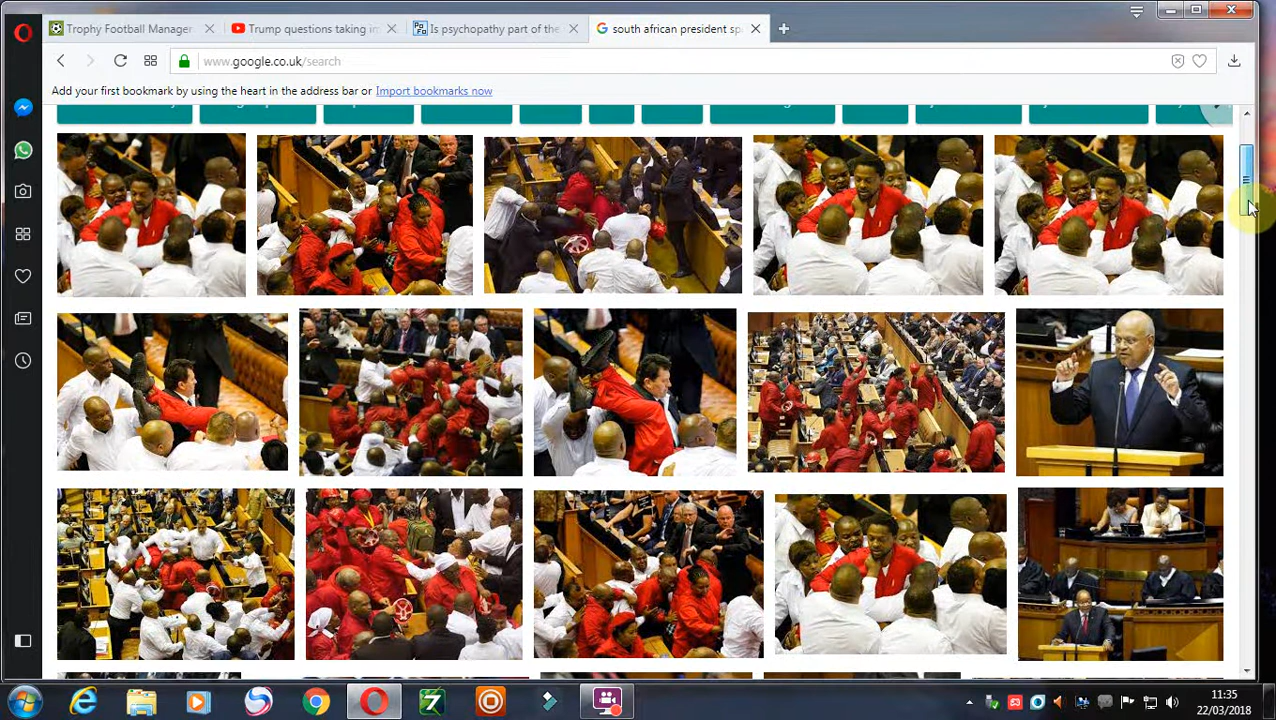 Trophy Football Manager
Trump questions taking i
Is psychopathy part of the
south african president sp
www.google.co.uk/search
Add your first bookmark by using the heart in the address bar or Import bookmarks now
11:35
22/03/2018